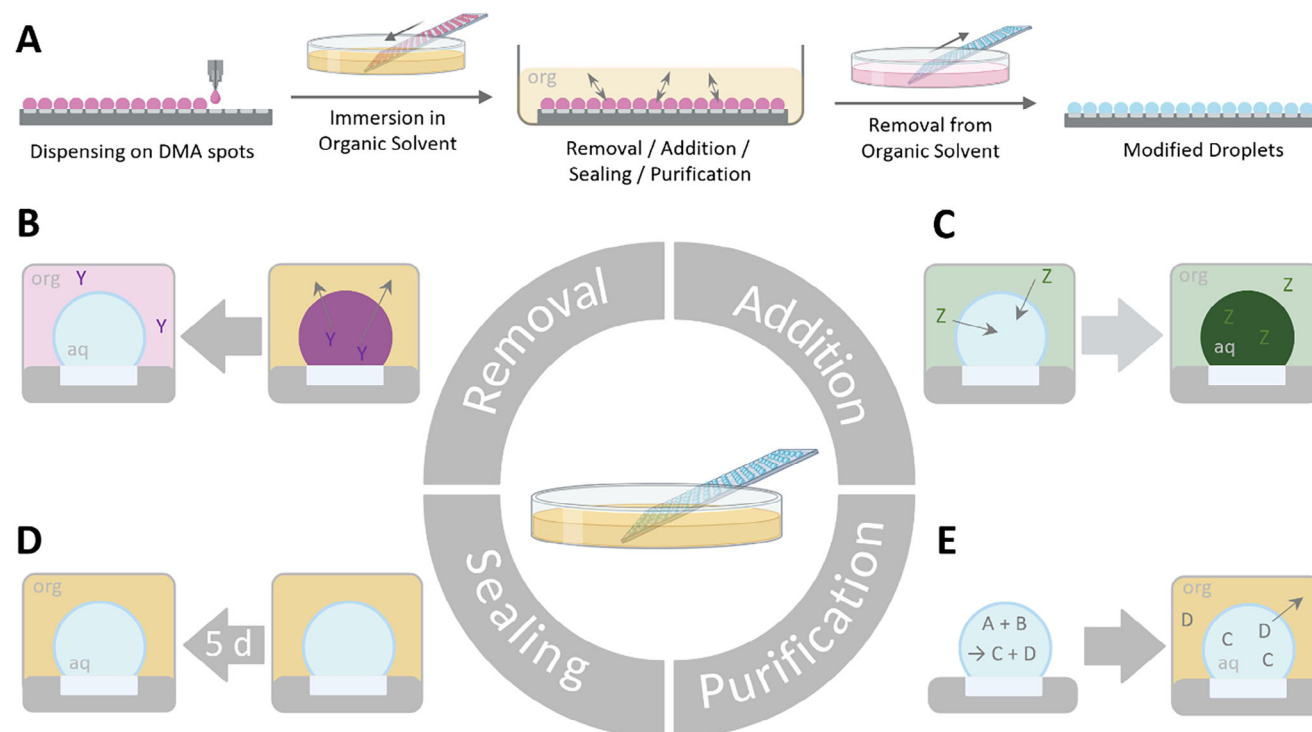 A
Dispensing on DMA spots
Immersion in
Organic Solvent
org
Removal / Addition /
Sealing / Purification
Removal from
Organic Solvent
Modified Droplets
B
org
Y
Y
aq
Y
Y
Removal
Addition
C
Z
Z
org
Z
Z
Z
aq
D
org
aq
5 d
Sealing
Purification
E
A + B
→ C + D
org
D
C
D
aq
C